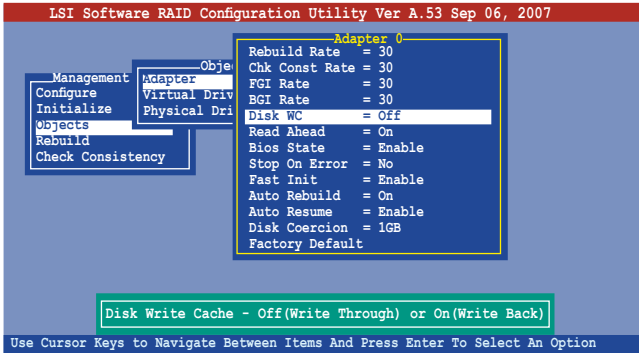 LSI Software RAID Configuration Utility Ver A.53 Sep 06, 2007
Management
Configure
Initialize
Objects
Rebuild
Check Consistency
Obje
Adapter
Virtual Driv
Physical Dri
Adapter 0
Rebuild Rate = 30
Chk Const Rate = 30
FGI Rate = 30
BGI Rate = 30
Disk WC = Off
Read Ahead = On
Bios State = Enable
Stop On Error = No
Fast Init = Enable
Auto Rebuild = On
Auto Resume = Enable
Disk Coercion = 1GB
Factory Default
Disk Write Cache - Off(Write Through) or On(Write Back)
Use Cursor Keys to Navigate Between Items And Press Enter To Select An Option